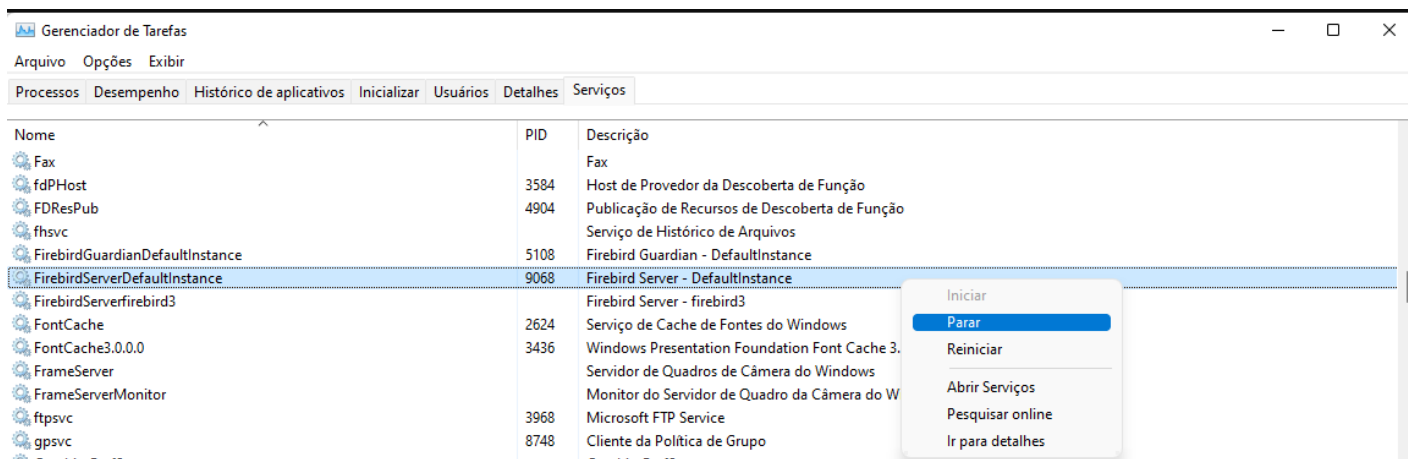 Gerenciador de Tarefas
Arquivo Opções Exibir
Processos Desempenho Histórico de aplicativos Inicializar Usuários Detalhes Serviços
Nome PID Descrição
Fax Fax
fdPHost 3584 Host de Provedor da Descoberta de Função
FDResPub 4904 Publicação de Recursos de Descoberta de Função
fhsvc Serviço de Histórico de Arquivos
FirebirdGuardianDefaultInstance 5108 Firebird Guardian - DefaultInstance
FirebirdServerDefaultInstance 9068 Firebird Server - DefaultInstance
FirebirdServerfirebird3 Firebird Server - firebird3
FontCache 2624 Serviço de Cache de Fontes do Windows
FontCache3.0.0.0 3436 Windows Presentation Foundation Font Cache 3.
FrameServer Servidor de Quadros de Câmera do Windows
FrameServerMonitor Monitor do Servidor de Quadro da Câmera do W
ftpsvc 3968 Microsoft FTP Service
gpsvc 8748 Cliente da Política de Grupo
Iniciar
Parar
Reiniciar
Abrir Serviços
Pesquisar online
Ir para detalhes